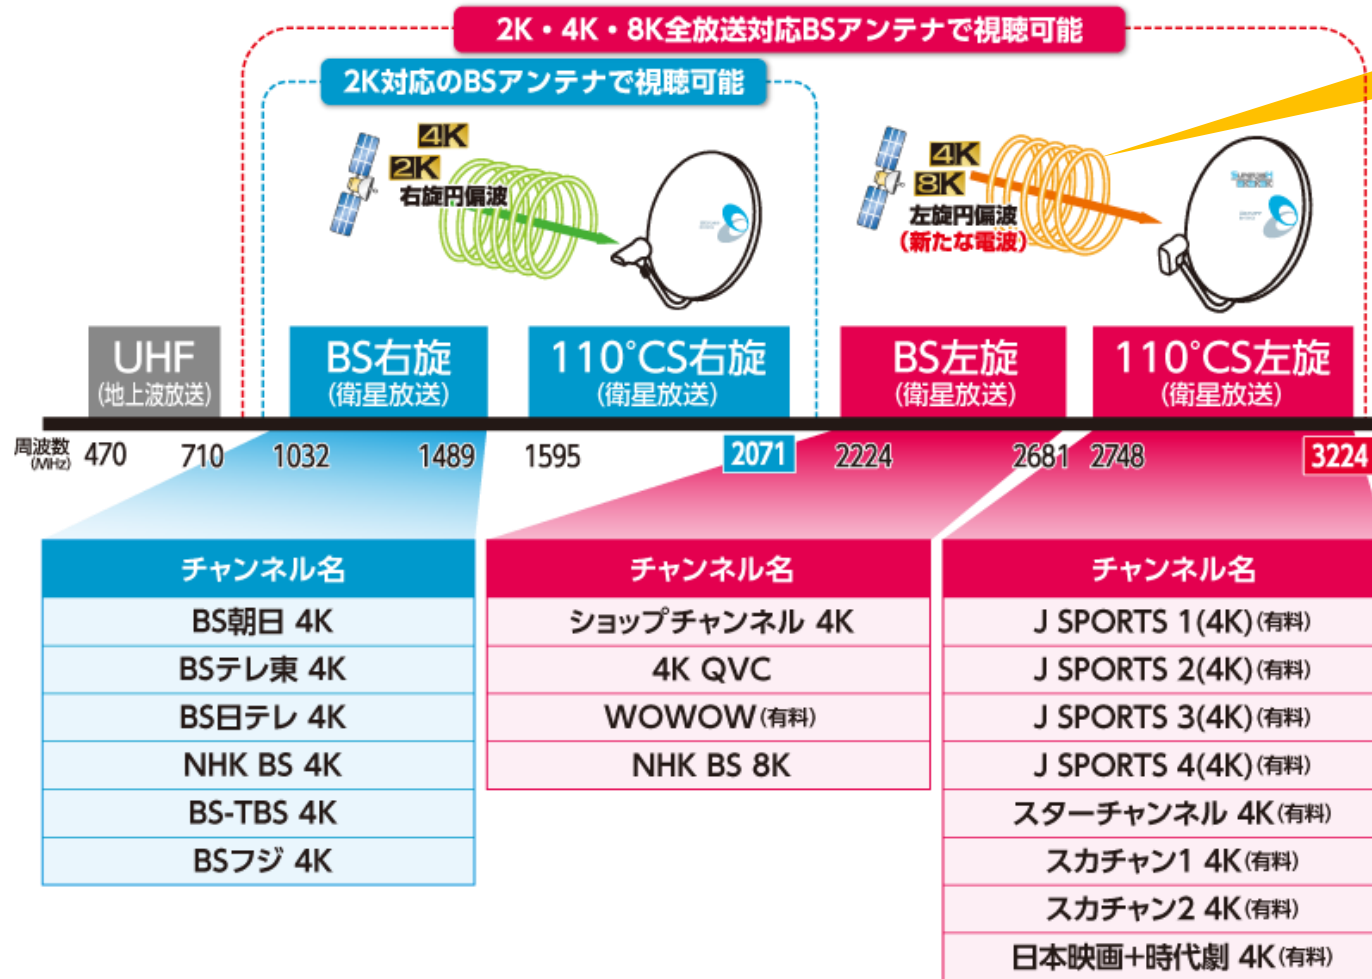 2K・4K・8K全放送対応BSアンテナで視聴可能
2K対応のBSアンテナで視聴可能
4K
2K
右旋円偏波
4K
8K
左旋円偏波
(新たな電波)
UHF
(地上波放送)
BS右旋
(衛星放送)
110°CS右旋
(衛星放送)
BS左旋
(衛星放送)
110°CS左旋
(衛星放送)
周波数
(MHz)
470 710 1032 1489 1595 2071 2224 2681 2748 3224
チャンネル名
BS朝日 4K
BSテレ東 4K
BS日テレ 4K
NHK BS 4K
BS-TBS 4K
BSフジ 4K
チャンネル名
ショップチャンネル 4K
4K QVC
WOWOW(有料)
NHK BS 8K
チャンネル名
J SPORTS 1(4K)(有料)
J SPORTS 2(4K)(有料)
J SPORTS 3(4K)(有料)
J SPORTS 4(4K)(有料)
スターチャンネル 4K(有料)
スカチャン1 4K(有料)
スカチャン2 4K(有料)
日本映画+時代劇 4K(有料)